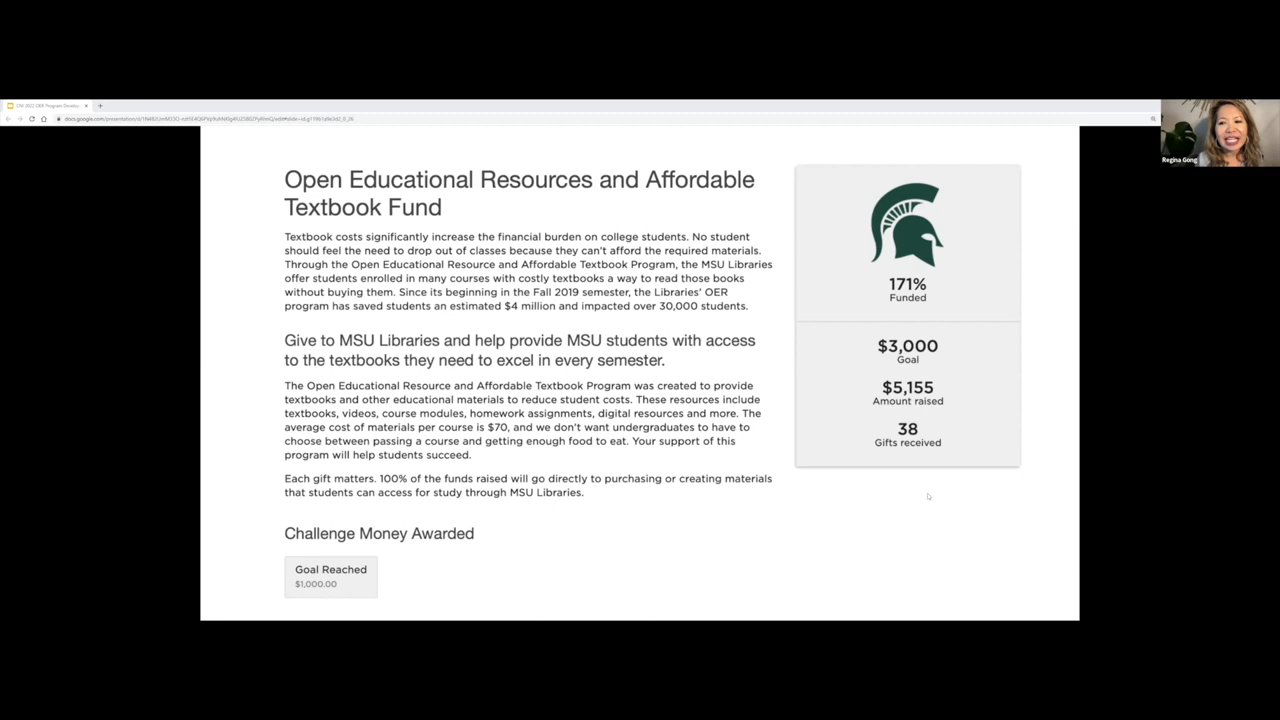 CNI 2023 OER Program Develop
Open Educational Resources and Affordable
Textbook Fund
Textbook costs significantly increase the financial burden on college students. No student
should feel the need to drop out of classes because they can't afford the required materials.
Through the Open Educational Resource and Affordable Textbook Program, the MSU Libraries
offer students enrolled in many courses with costly textbooks a way to read those books
without buying them. Since its beginning in the Fall 2019 semester, the Libraries' OER
program has saved students an estimated $4 million and impacted over 30,000 students.
Give to MSU Libraries and help provide MSU students with access
to the textbooks they need to excel in every semester.
The Open Educational Resource and Affordable Textbook Program was created to provide
textbooks and other educational materials to reduce student costs. These resources include
textbooks, videos, course modules, homework assignments, digital resources and more. The
average cost of materials per course is $70, and we don't want undergraduates to have to
choose between passing a course and getting enough food to eat. Your support of this
program will help students succeed.
Each gift matters. 100% of the funds raised will go directly to purchasing or creating materials
that students can access for study through MSU Libraries.
Challenge Money Awarded
Goal Reached
$1,000.00
171%
Funded
$3,000
Goal
$5,155
Amount raised
38
Gifts received
Regina Gong